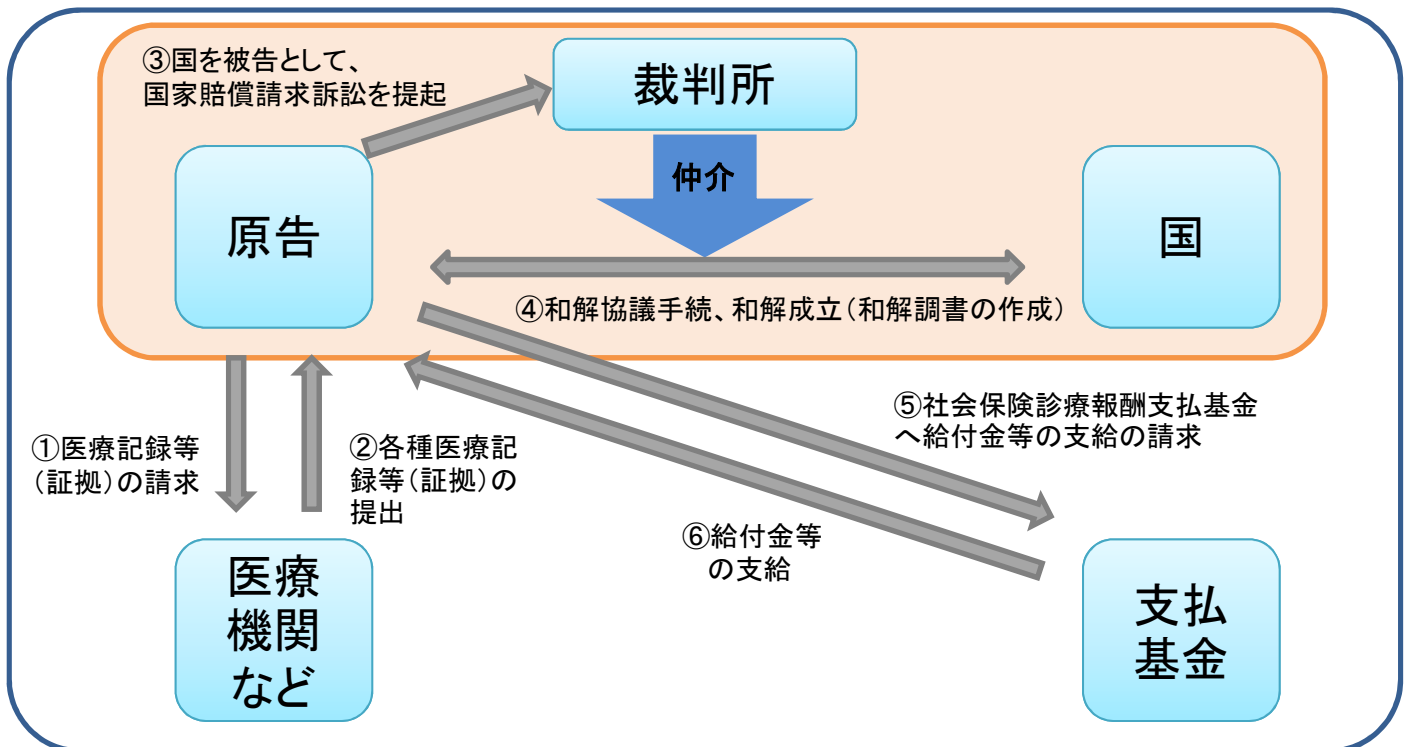 ③国を被告として、
国家賠償請求訴訟を提起
裁判所
仲介
原告
国
④和解協議手続、和解成立（和解調書の作成）
①医療記録等
（証拠）の請求
②各種医療記
録等（証拠）の
提出
⑤社会保険診療報酬支払基金
へ給付金等の支給の請求
⑥給付金等
の支給
医療
機関
など
支払
基金